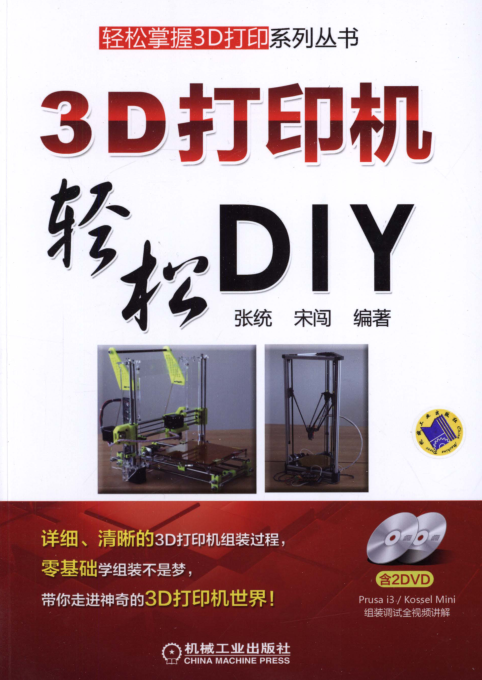 轻松掌握3D打印系列丛书
3D打印机
轻松DIY
张统 宋闯 编著
详细、清晰的3D打印机组装过程，
零基础学组装不是梦，
带你走进神奇的3D打印机世界！
含2DVD
Prusa i3 / Kossel Mini
组装调试全视频讲解
机械工业出版社
CHINA MACHINE PRESS